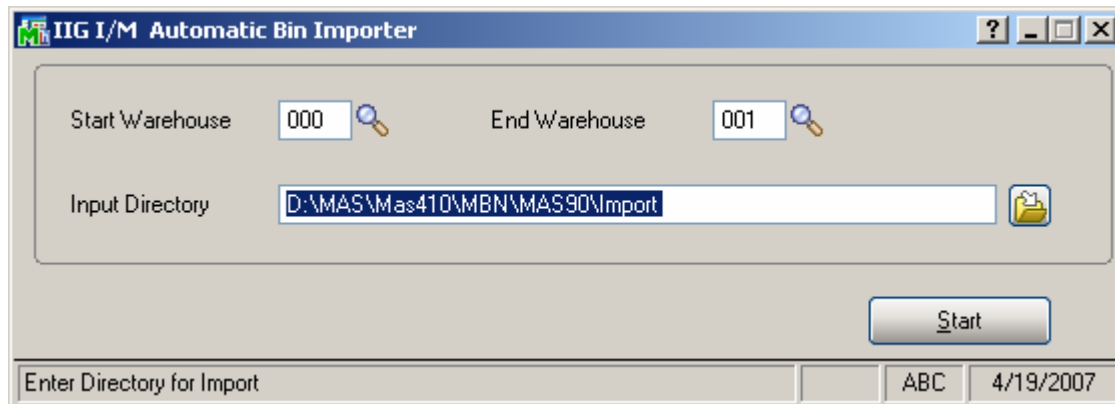 IIG I/M Automatic Bin Importer
Start Warehouse 000 End Warehouse 001
Input Directory D:\MAS\Mas410\MBN\MAS90\Import
Start
Enter Directory for Import ABC 4/19/2007